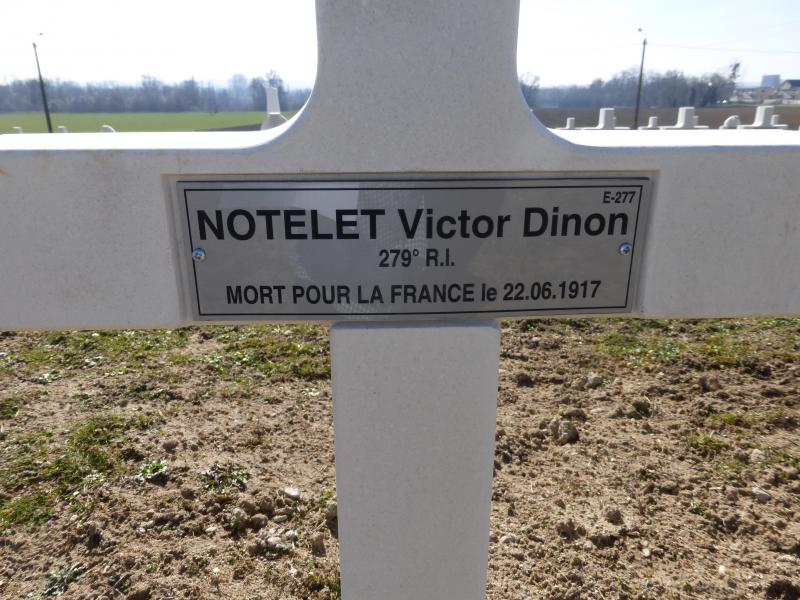 E-277
NOTELET Victor Dinon
279° R.I.
MORT POUR LA FRANCE le 22.06.1917